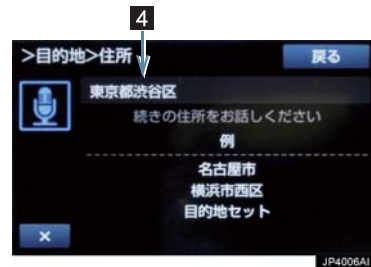 4
>目的地>住所
戻る
東京都渋谷区
続きの住所をお話しください
例
名古屋市
横浜市西区
目的地セット
×
JP4006AI